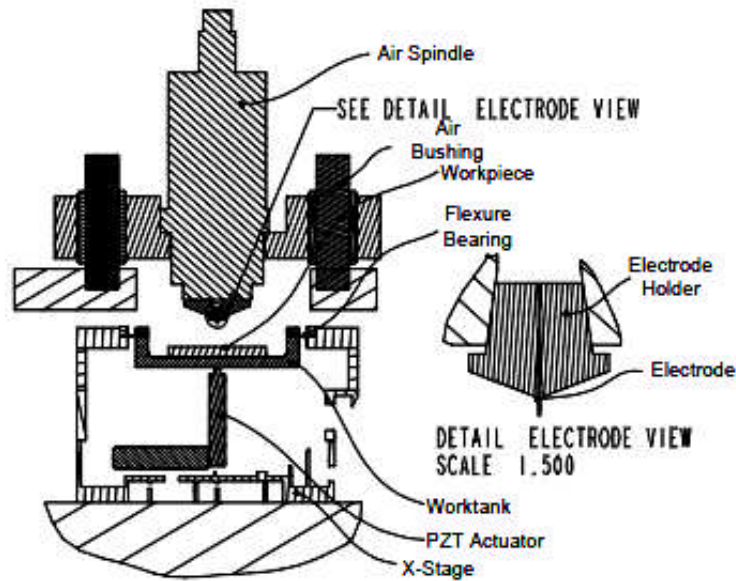 Air Spindle
SEE DETAIL ELECTRODE VIEW
Air
Bushing
Workpiece
Flexure
Bearing
Electrode
Holder
Electrode
DETAIL ELECTRODE VIEW
SCALE 1.500
Worktank
PZT Actuator
X-Stage